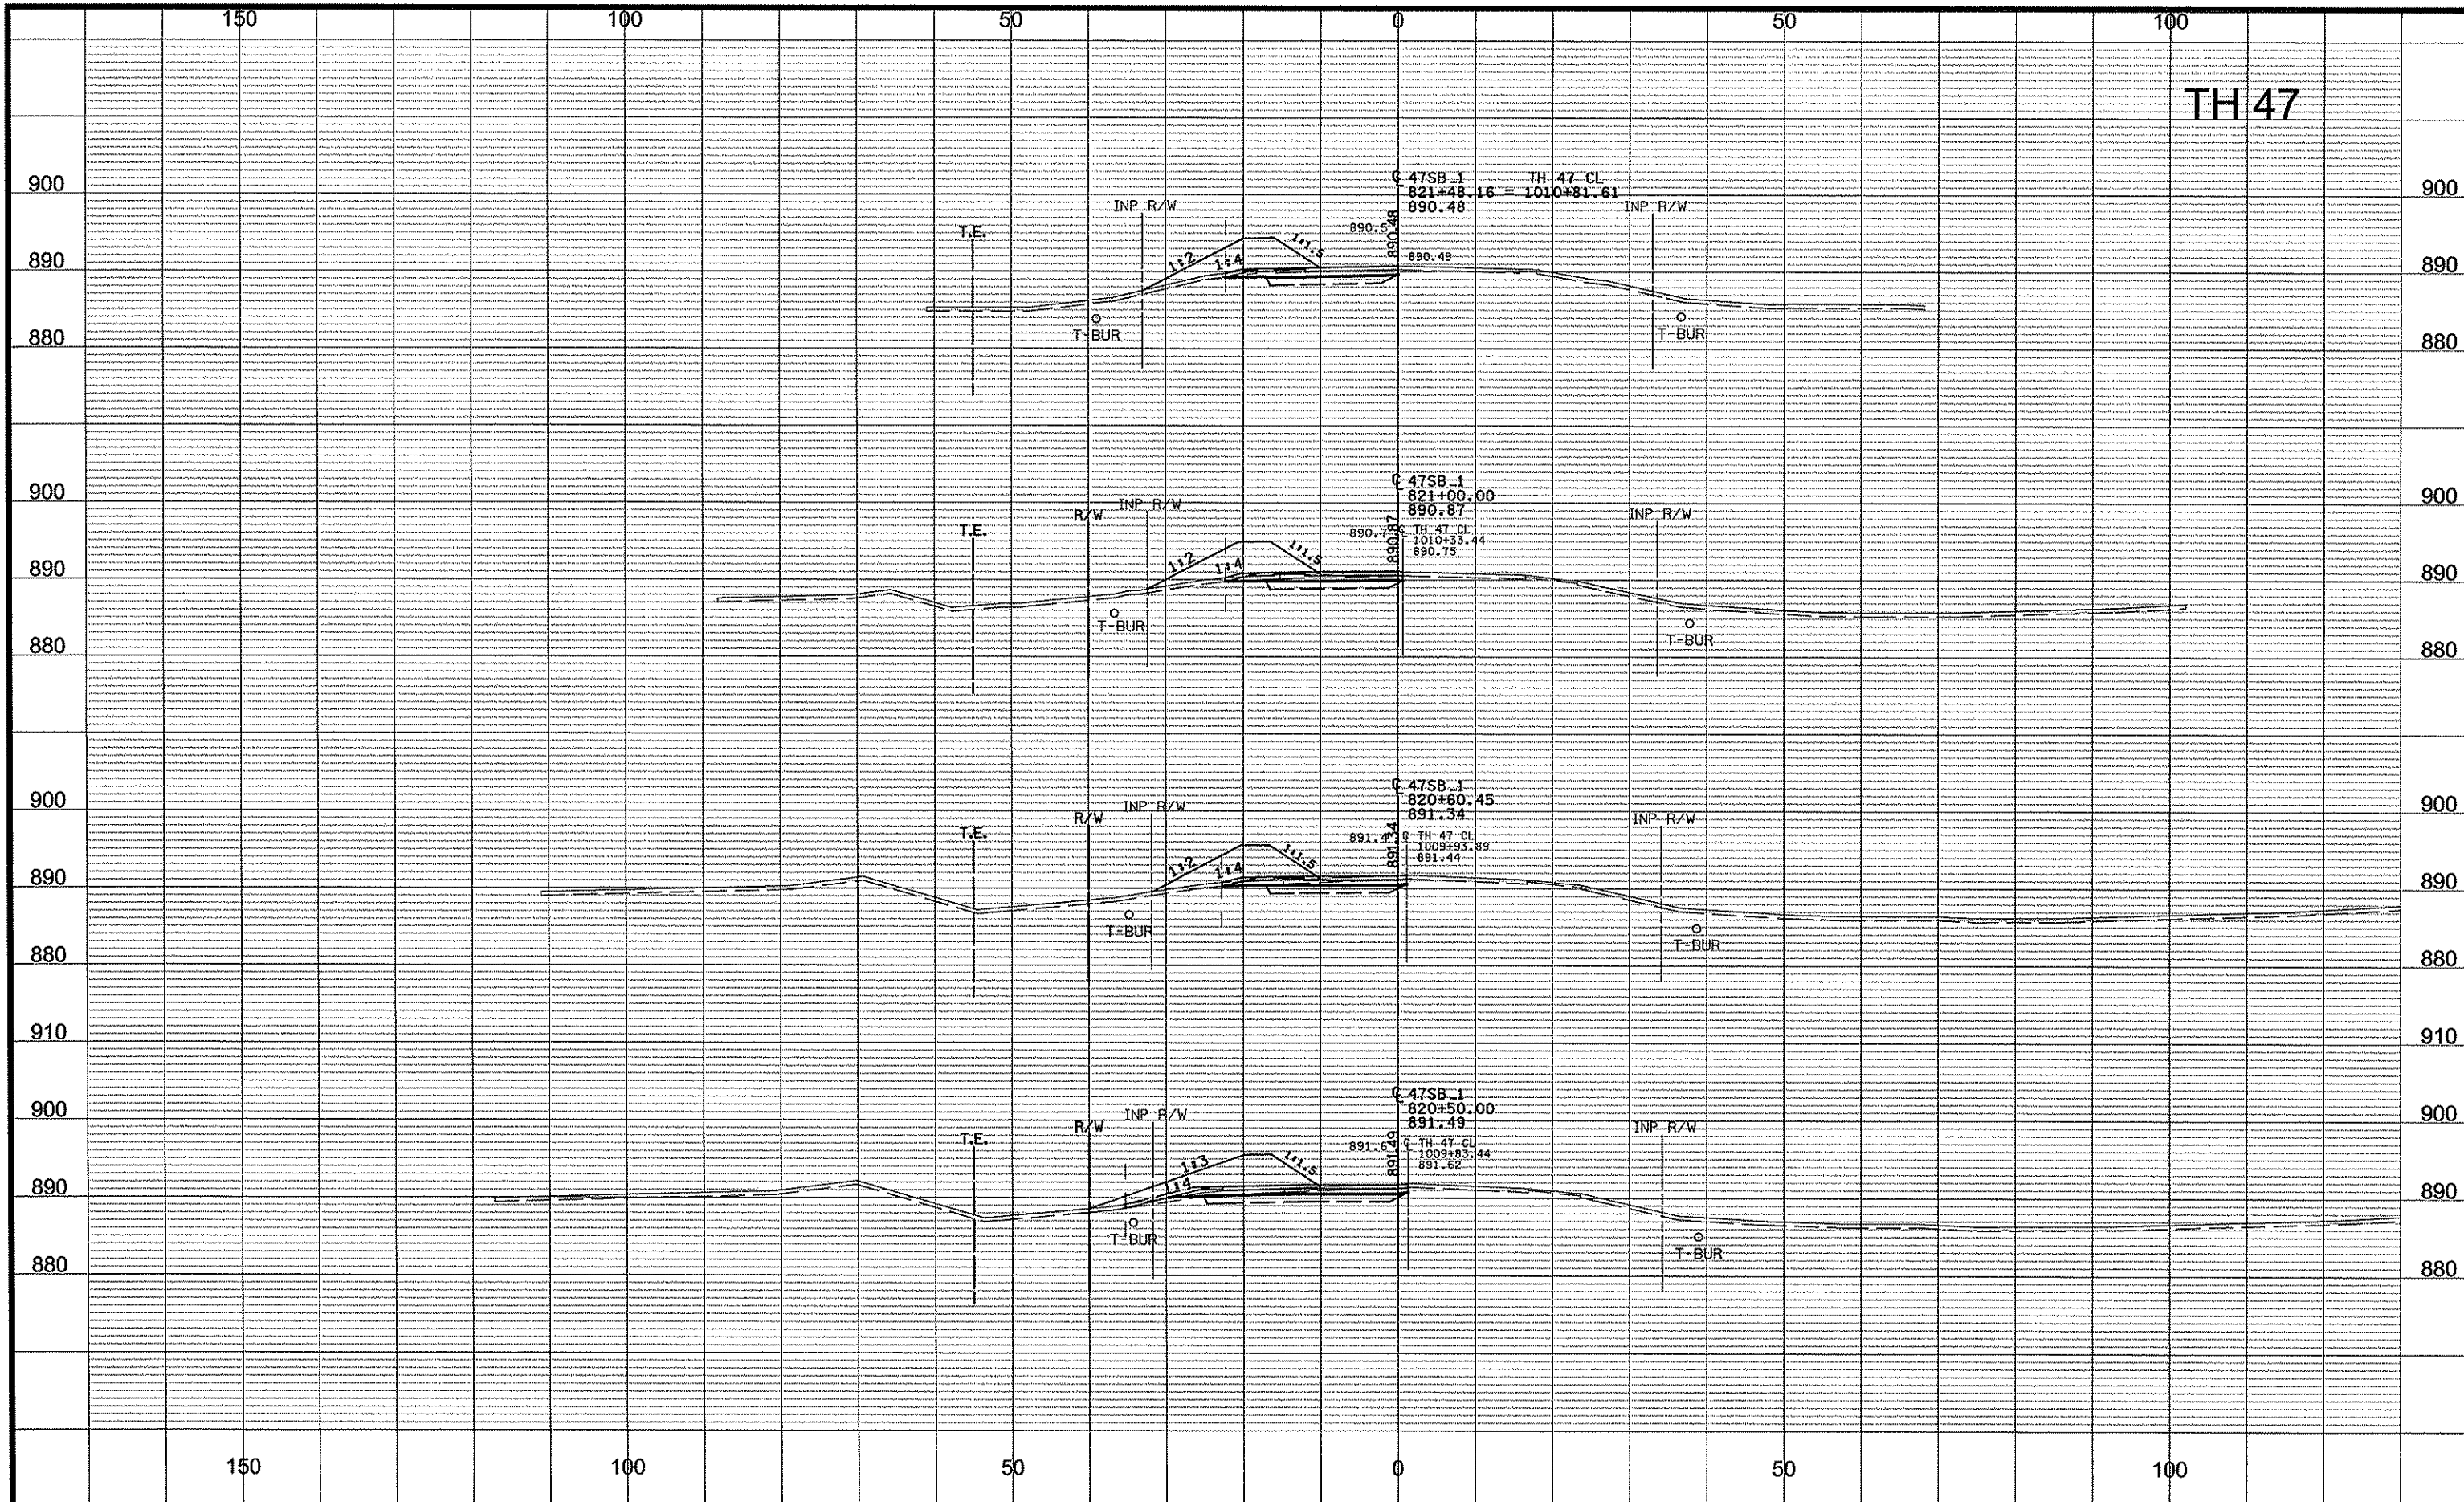 150 100 50 0 50 100
TH 47
47SB_1 TH 47 CL
821+48.16 = 1010+81.61
890.48
900 900
INP R/W INP R/W
890.5 890.48
T.E.
1:2 1:4 1:1.5
890.49
890 890
T-BUR T-BUR
880 880
47SB_1
821+00.00
890.87
900 900
INP R/W INP R/W
R/W
T.E.
890.7 890.87
TH 47 CL
1010+33.44
890.75
1:2 1:4 1:1.5
890 890
T-BUR T-BUR
880 880
47SB_1
820+60.45
891.34
900 900
INP R/W INP R/W
R/W
T.E.
891.4 891.34
TH 47 CL
1009+93.89
891.44
1:2 1:4 1:1.5
890 890
T-BUR T-BUR
880 880
910 910
47SB_1
820+50.00
891.49
900 900
INP R/W INP R/W
R/W
T.E.
891.6 891.49
TH 47 CL
1009+83.44
891.62
1:3 1:4 1:1.5
890 890
T-BUR T-BUR
880 880
150 100 50 0 50 100